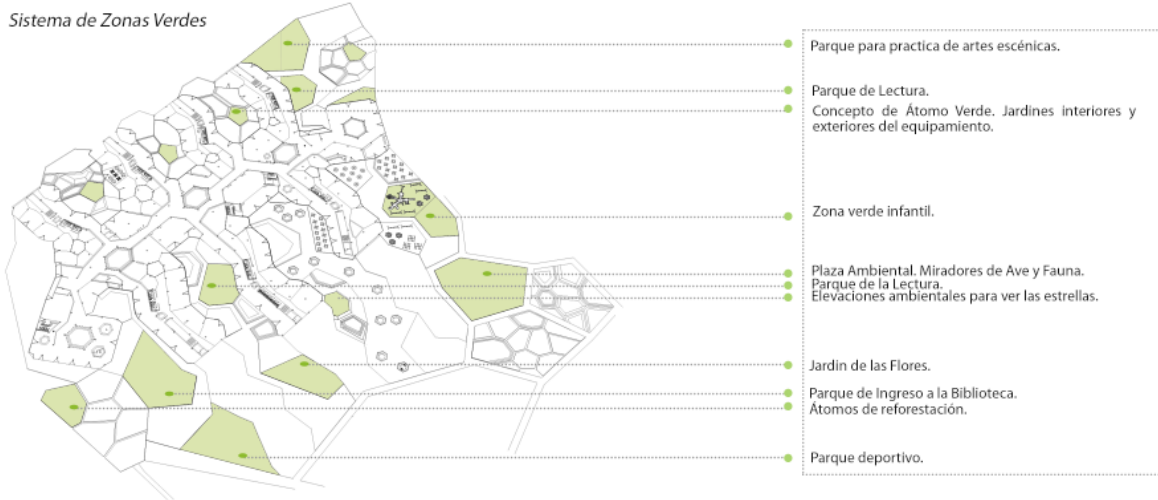 Sistema de Zonas Verdes
Parque para practica de artes escénicas.
Parque de Lectura.
Concepto de Átomo Verde. Jardines interiores y
exteriores del equipamiento.
Zona verde infantil.
Plaza Ambiental. Miradores de Ave y Fauna.
Parque de la Lectura.
Elevaciones ambientales para ver las estrellas.
Jardin de las Flores.
Parque de Ingreso a la Biblioteca.
Átomos de reforestación.
Parque deportivo.